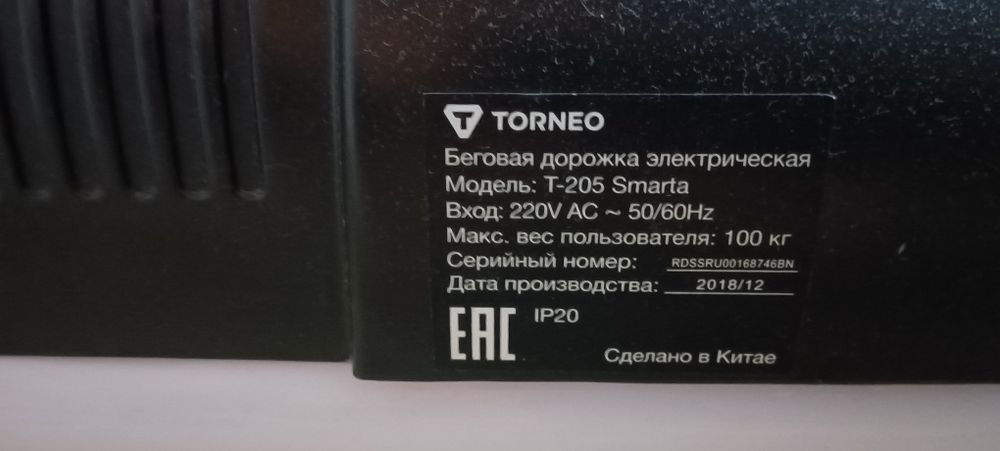 TORNEO
Беговая дорожка электрическая
Модель: T-205 Smarta
Вход: 220V AC ~ 50/60Hz
Макс. вес пользователя: 100 кг
Серийный номер: RDSSRU00168746BN
Дата производства: 2018/12
EAC IP20
Сделано в Китае